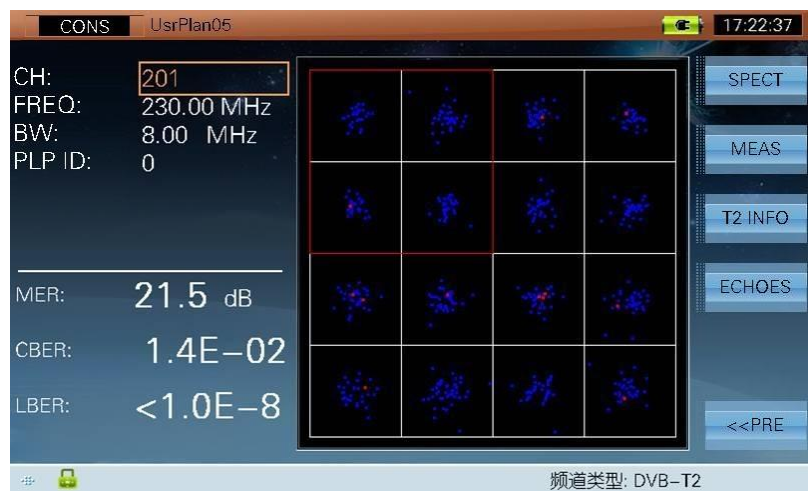 CONS UsrPlan05 17:22:37
CH: 201
FREQ: 230.00 MHz
BW: 8.00 MHz
PLP ID: 0
MER: 21.5 dB
CBER: 1.4E-02
LBER: <1.0E-8
SPECT
MEAS
T2 INFO
ECHOES
<<PRE
频道类型: DVB-T2